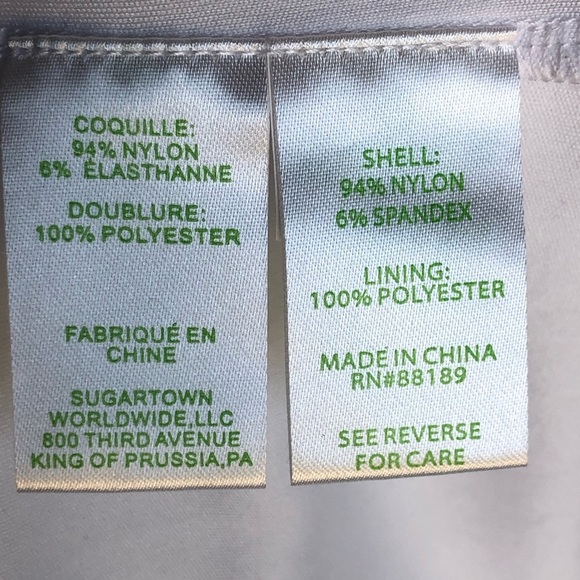 COQUILLE:
94% NYLON
6% ÉLASTHANNE
DOUBLURE:
100% POLYESTER
FABRIQUÉ EN
CHINE
SUGARTOWN
WORLDWIDE,LLC
800 THIRD AVENUE
KING OF PRUSSIA,PA
SHELL:
94% NYLON
6% SPANDEX
LINING:
100% POLYESTER
MADE IN CHINA
RN#88189
SEE REVERSE
FOR CARE